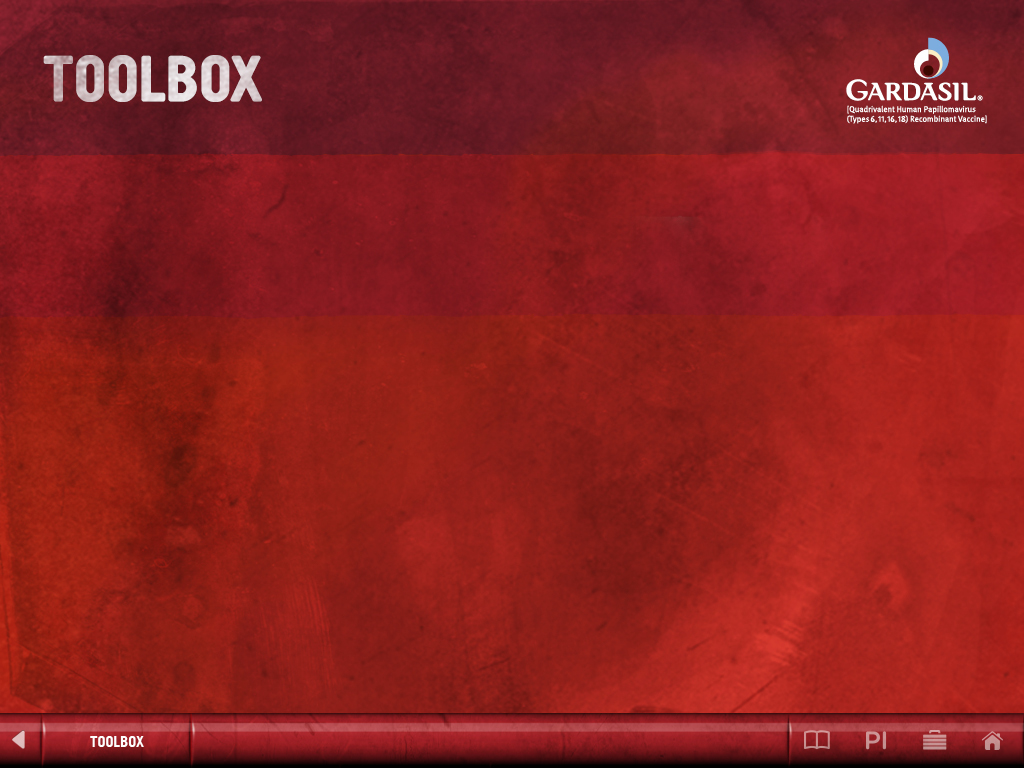 TOOLBOX
GARDASIL®
[Quadrivalent Human Papillomavirus
(Types 6, 11, 16, 18) Recombinant Vaccine]
TOOLBOX
PI